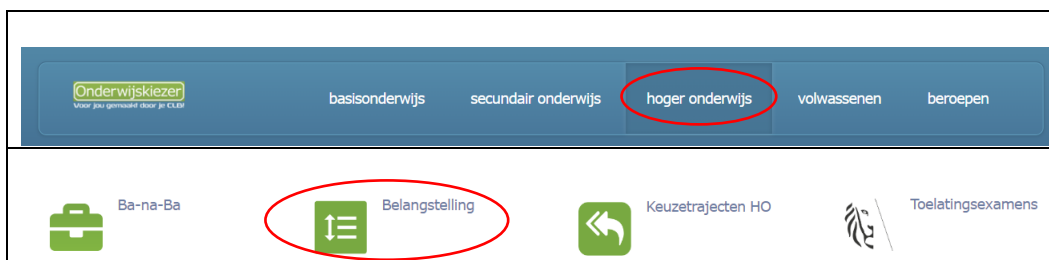 Onderwijskiezer
Voor jou gemaakt door je CLB!
basisonderwijs secundair onderwijs hoger onderwijs volwassenen beroepen
Ba-na-Ba Belangstelling Keuzetrajecten HO Toelatingsexamens